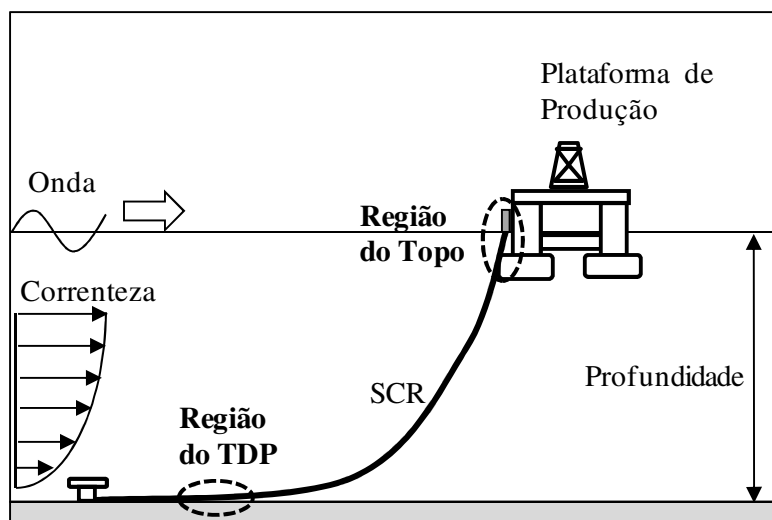 Plataforma de
Produção
Onda
Região
do Topo
Correnteza
Profundidade
SCR
Região
do TDP